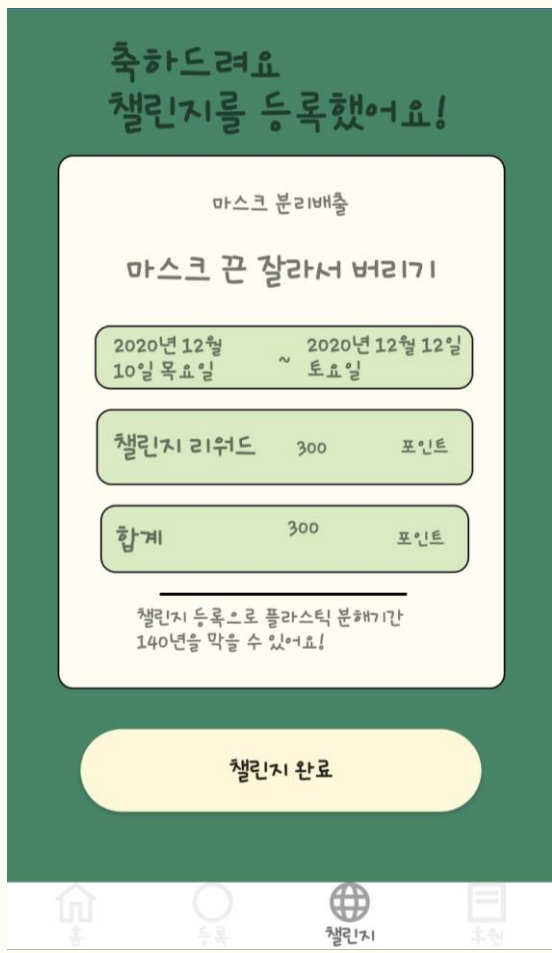 축하드려요
챌린지를 등록했어요!
마스크 분리배출
마스크 끈 잘라서 버리기
2020년 12월
10일 목요일
~
2020년 12월 12일
토요일
챌린지 리워드 300 포인트
합계 300 포인트
챌린지 등록으로 플라스틱 분해기간
140년을 막을 수 있어요!
챌린지 완료
홈 등록 챌린지 후원